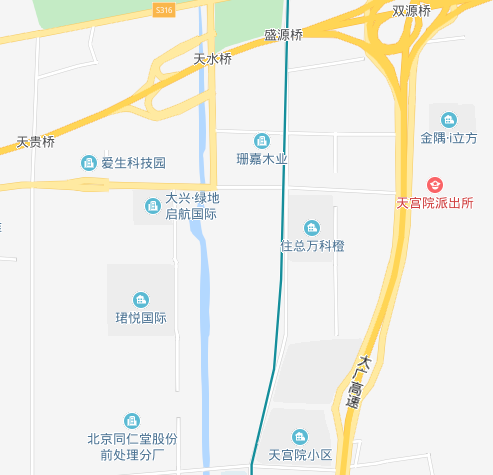 S316
双源桥
盛源桥
天水桥
天贵桥
金隅·i立方
珊嘉木业
爱生科技园
天宫院派出所
大兴·绿地
启航国际
住总万科橙
珺悦国际
大广高速
北京同仁堂股份
前处理分厂
天宫院小区